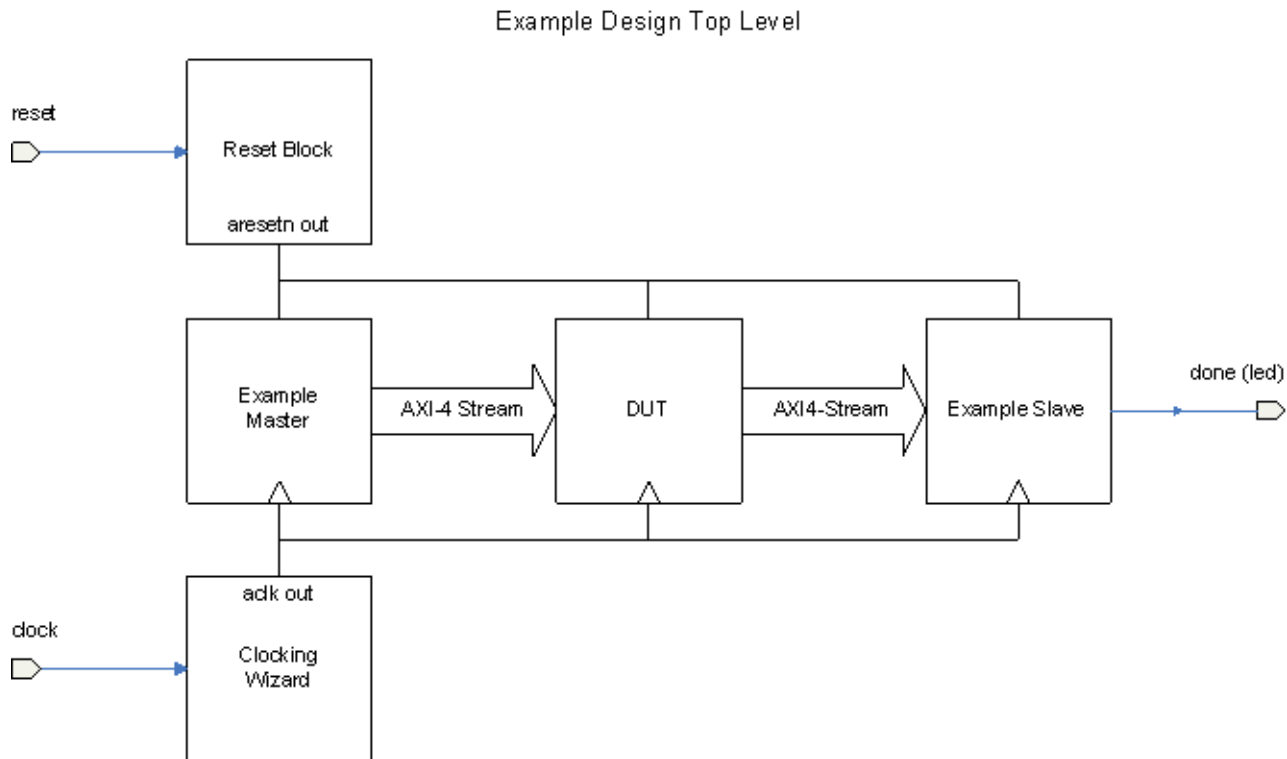 Example Design Top Level
reset
Reset Block
aresetn out
Example
Master
AXI-4 Stream
DUT
AXI4-Stream
Example Slave
done (led)
aclk out
clock
Clocking
Wizard